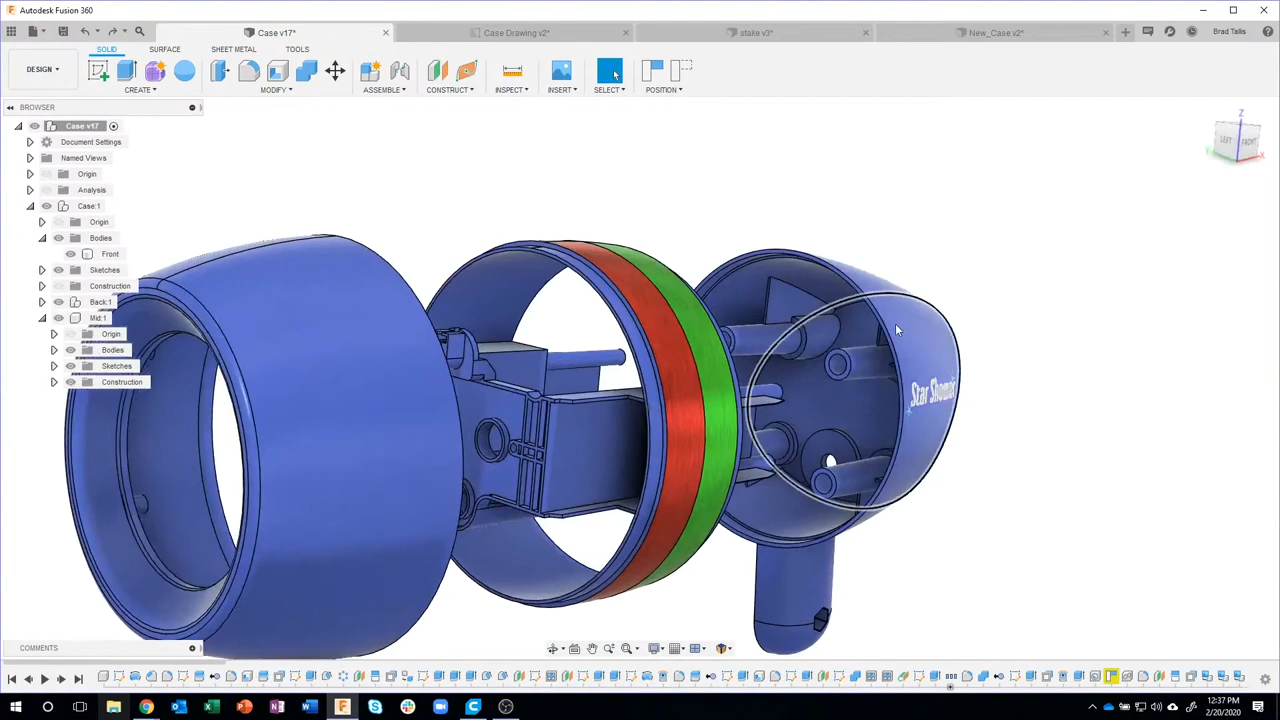 Autodesk Fusion 360
Case v17*
Case Drawing v2*
stake v3*
New_Case v2*
Brad Tallis
DESIGN
SOLID
SURFACE
SHEET METAL
TOOLS
CREATE
MODIFY
ASSEMBLE
CONSTRUCT
INSPECT
INSERT
SELECT
POSITION
BROWSER
Case v17
Document Settings
Named Views
Origin
Analysis
Case:1
Origin
Bodies
Front
Sketches
Construction
Back:1
Mid:1
Origin
Bodies
Sketches
Construction
LEFT
FRONT
Z
X
Y
Star Shower
COMMENTS
12:37 PM
2/20/2020